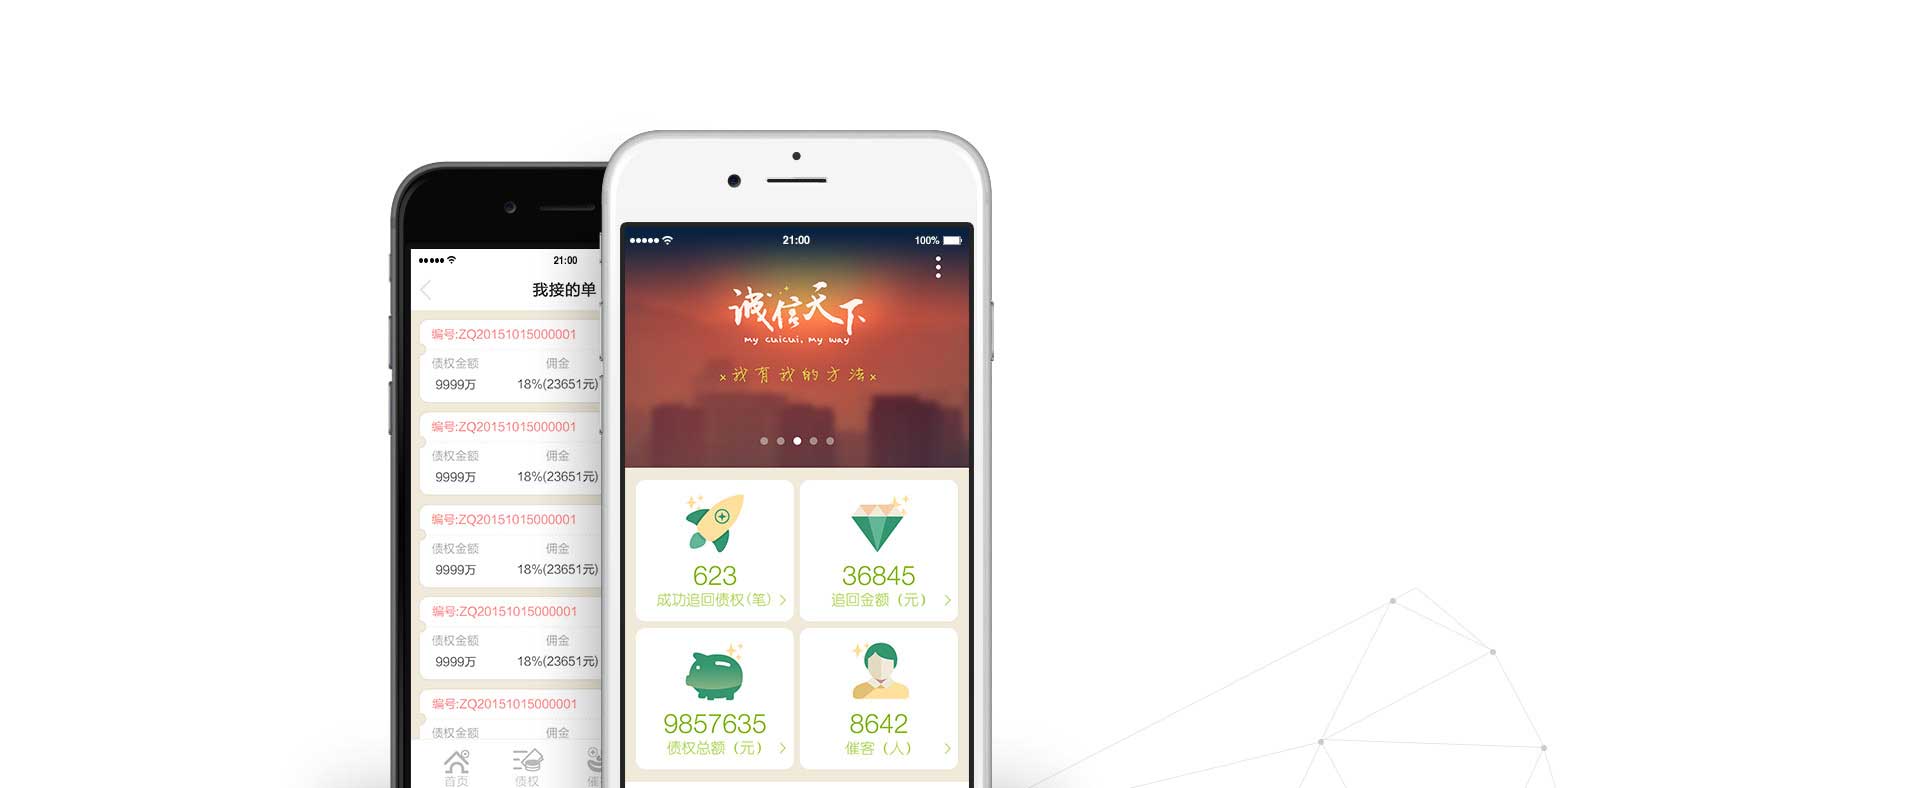 21:00
我接的单
编号:ZQ20151015000001
债权金额 佣金
9999万 18%(23651元)
编号:ZQ20151015000001
债权金额 佣金
9999万 18%(23651元)
编号:ZQ20151015000001
债权金额 佣金
9999万 18%(23651元)
编号:ZQ20151015000001
债权金额 佣金
9999万 18%(23651元)
编号:ZQ20151015000001
债权金额 佣金
首页 债权 催
21:00 100%
诚信天下
my cuicui, my way
×我有我的方法×
623
成功追回债权(笔)
36845
追回金额（元）
9857635
债权总额（元）
8642
催客（人）